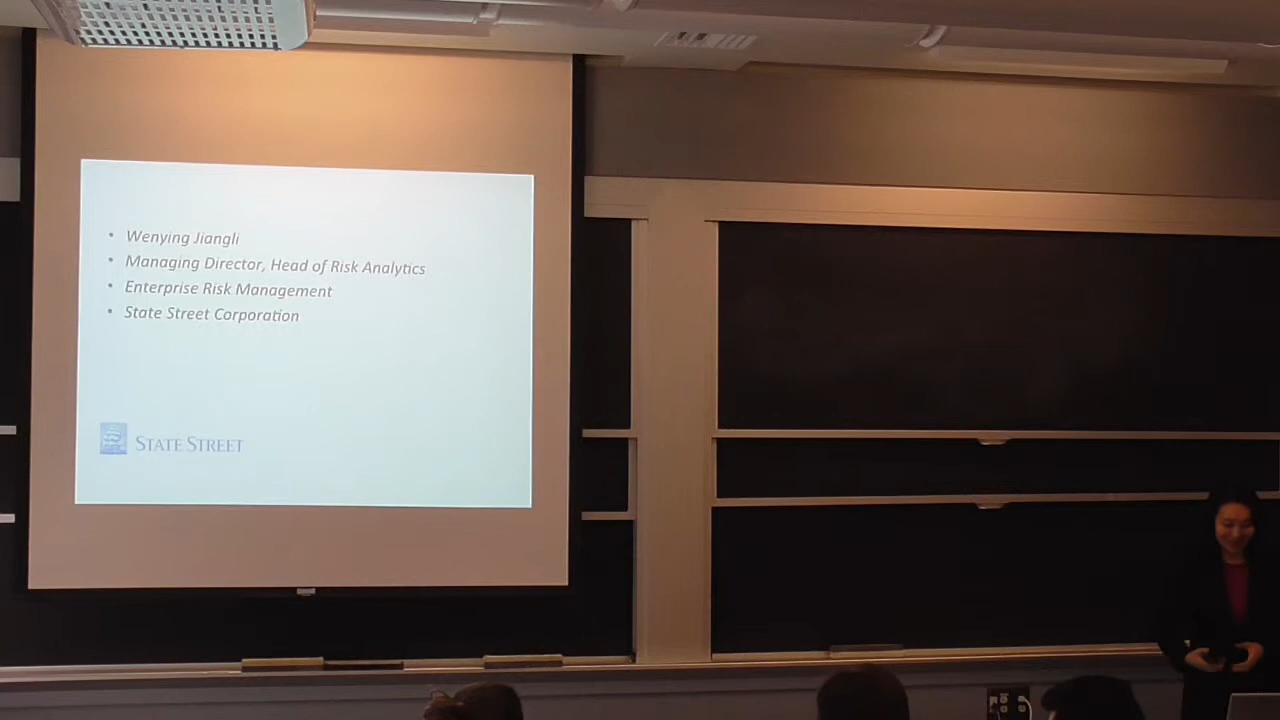 • Wenying Jiangli
• Managing Director, Head of Risk Analytics
• Enterprise Risk Management
• State Street Corporation
STATE STREET